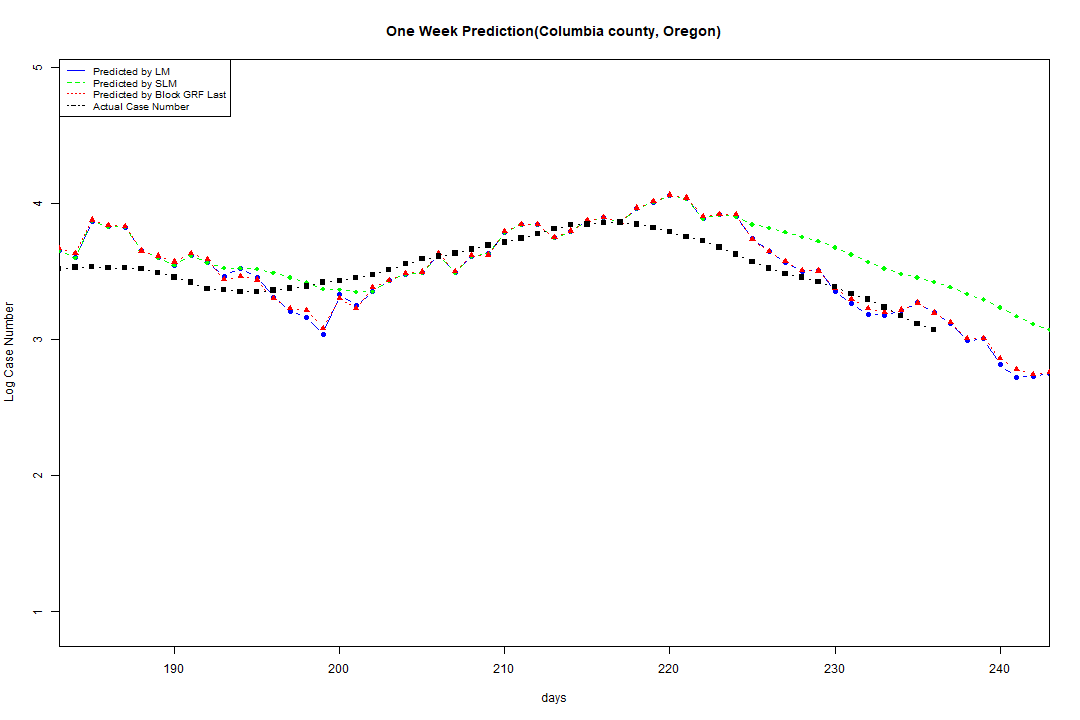 One Week Prediction(Columbia county, Oregon)
Predicted by LM
Predicted by SLM
Predicted by Block GRF Last
Actual Case Number
5
4
3
2
1
Log Case Number
190
200
210
220
230
240
days